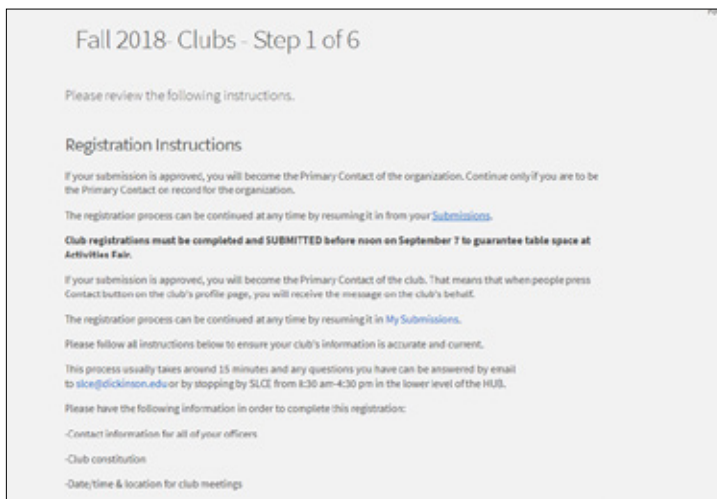 Fall 2018- Clubs - Step 1 of 6
Please review the following instructions.
Registration Instructions
If your submission is approved, you will become the Primary Contact of the organization. Continue only if you are to be
the Primary Contact on record for the organization.
The registration process can be continued at any time by resuming it in from your Submissions.
Club registrations must be completed and SUBMITTED before noon on September 7 to guarantee table space at
Activities Fair.
If your submission is approved, you will become the Primary Contact of the club. That means that when people press
Contact button on the club's profile page, you will receive the message on the club's behalf.
The registration process can be continued at any time by resuming it in My Submissions.
Please follow all instructions below to ensure your club's information is accurate and current.
This process usually takes around 15 minutes and any questions you have can be answered by email
to slce@dickinson.edu or by stopping by SLCE from 8:30 am-4:30 pm in the lower level of the HUB.
Please have the following information in order to complete this registration:
-Contact information for all of your officers
-Club constitution
-Date/time & location for club meetings